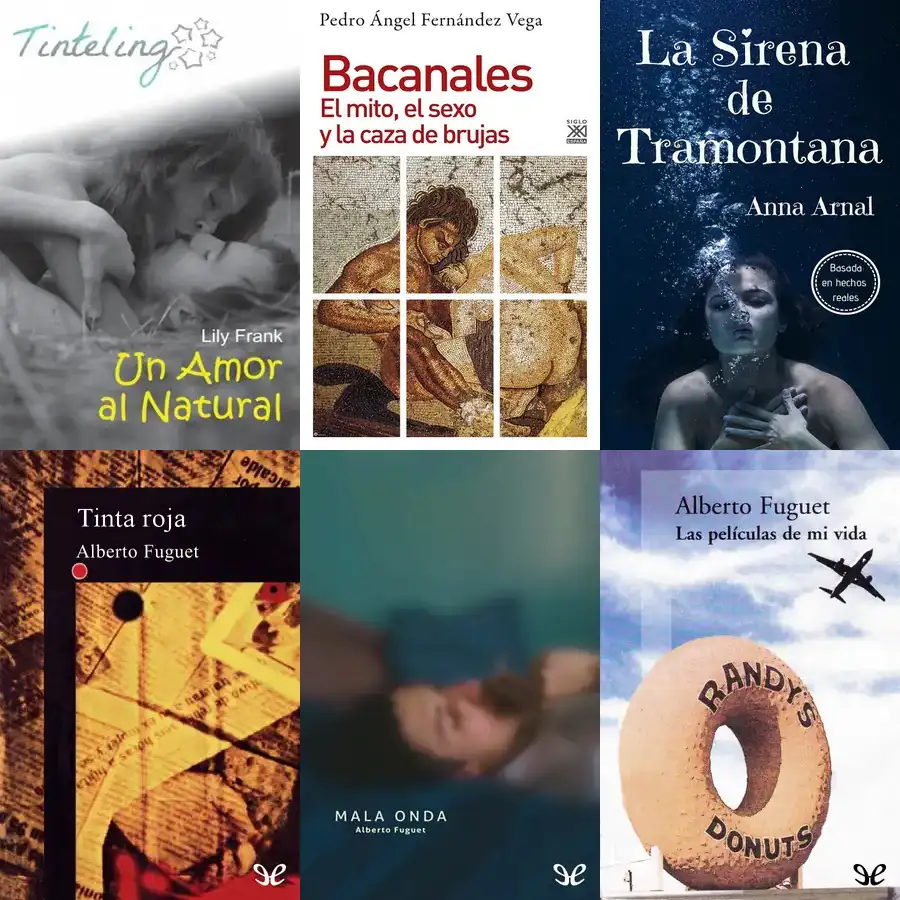 Tinteling
Lily Frank
Un Amor
al Natural
Pedro Ángel Fernández Vega
Bacanales
El mito, el sexo
y la caza de brujas
SIGLO
XXI
ESPAÑA
La Sirena
de
Tramontana
Anna Arnal
Basada
en hechos
reales
alcalde
Tinta roja
Alberto Fuguet
MALA ONDA
Alberto Fuguet
Alberto Fuguet
Las películas de mi vida
RANDY'S
DONUTS